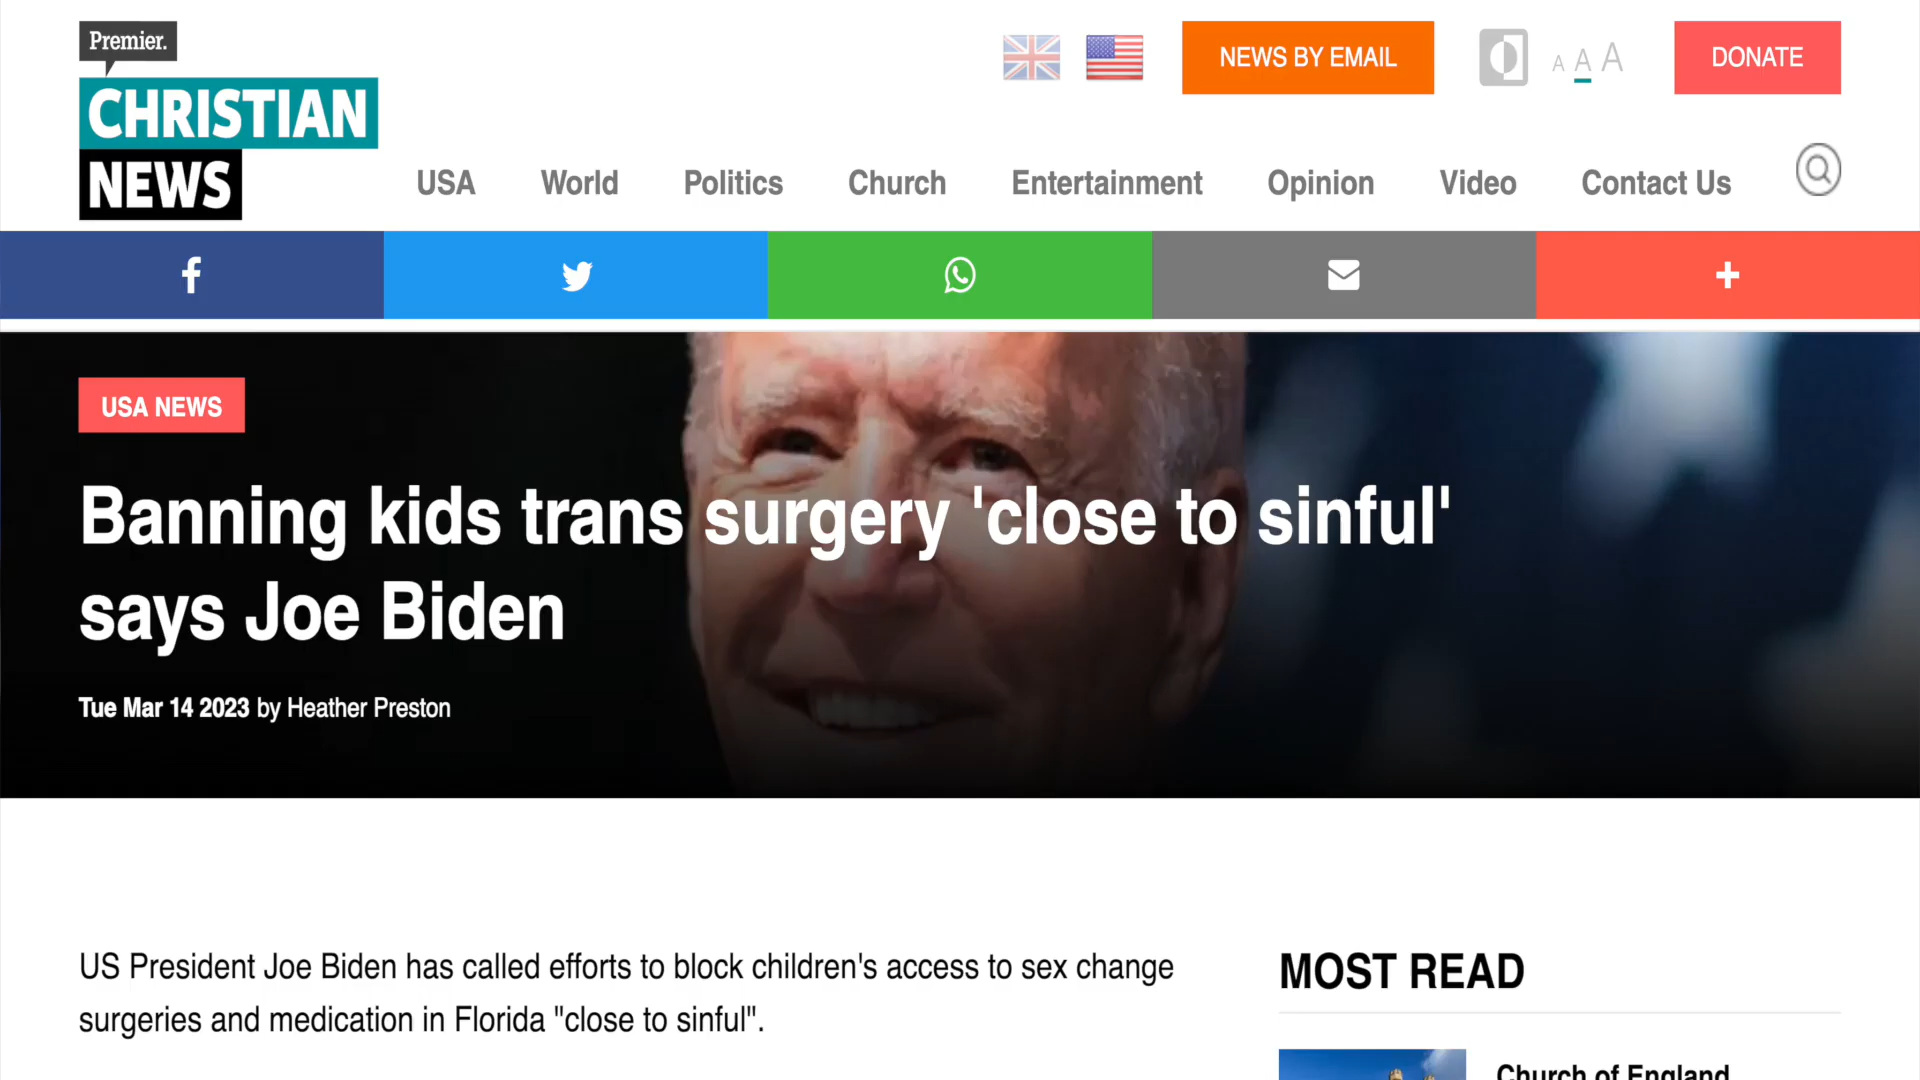 Premier.
CHRISTIAN
NEWS
NEWS BY EMAIL
A A A
DONATE
USA World Politics Church Entertainment Opinion Video Contact Us
USA NEWS
Banning kids trans surgery 'close to sinful'
says Joe Biden
Tue Mar 14 2023 by Heather Preston
US President Joe Biden has called efforts to block children's access to sex change
surgeries and medication in Florida "close to sinful".
MOST READ
Church of England